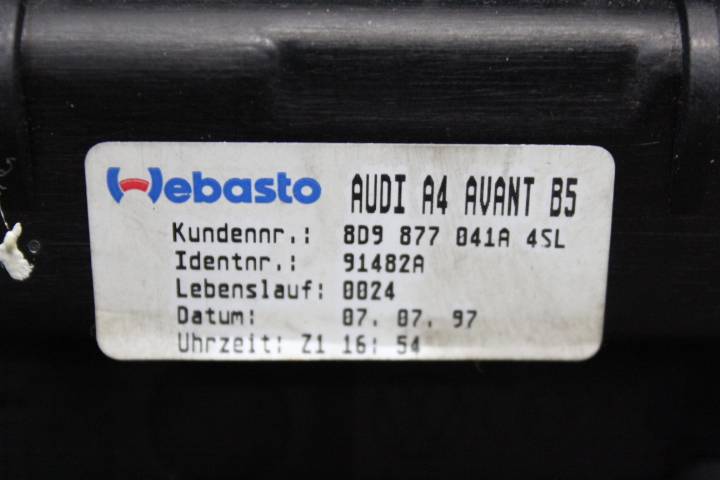 Webasto AUDI A4 AVANT B5
Kundennr.: 8D9 877 041A 4SL
Identnr.: 91482A
Lebenslauf: 0024
Datum: 07. 07. 97
Uhrzeit: Z1 16: 54